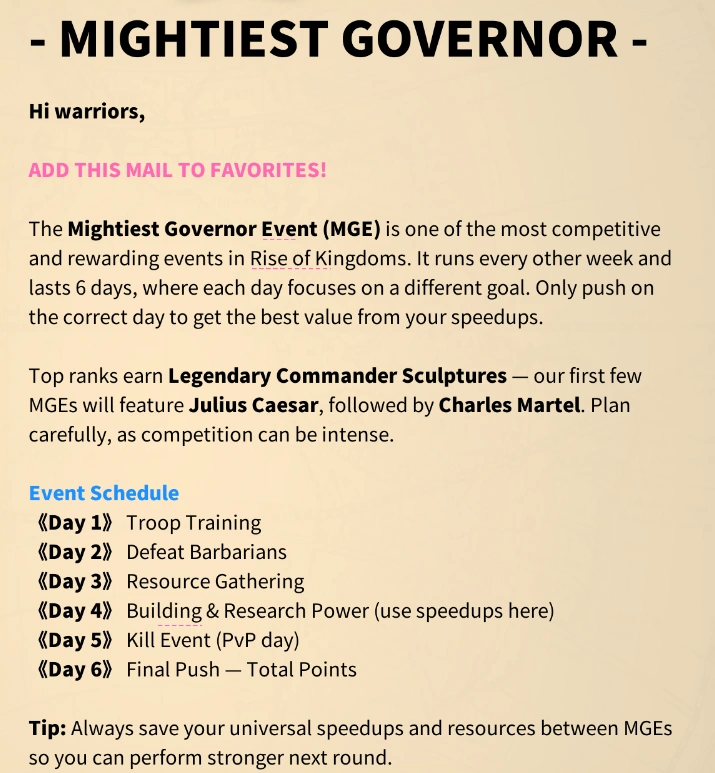 - MIGHTIEST GOVERNOR -
Hi warriors,
ADD THIS MAIL TO FAVORITES!
The Mightiest Governor Event (MGE) is one of the most competitive
and rewarding events in Rise of Kingdoms. It runs every other week and
lasts 6 days, where each day focuses on a different goal. Only push on
the correct day to get the best value from your speedups.
Top ranks earn Legendary Commander Sculptures — our first few
MGEs will feature Julius Caesar, followed by Charles Martel. Plan
carefully, as competition can be intense.
Event Schedule
《Day 1》 Troop Training
《Day 2》 Defeat Barbarians
《Day 3》 Resource Gathering
《Day 4》 Building & Research Power (use speedups here)
《Day 5》 Kill Event (PvP day)
《Day 6》 Final Push — Total Points
Tip: Always save your universal speedups and resources between MGEs
so you can perform stronger next round.